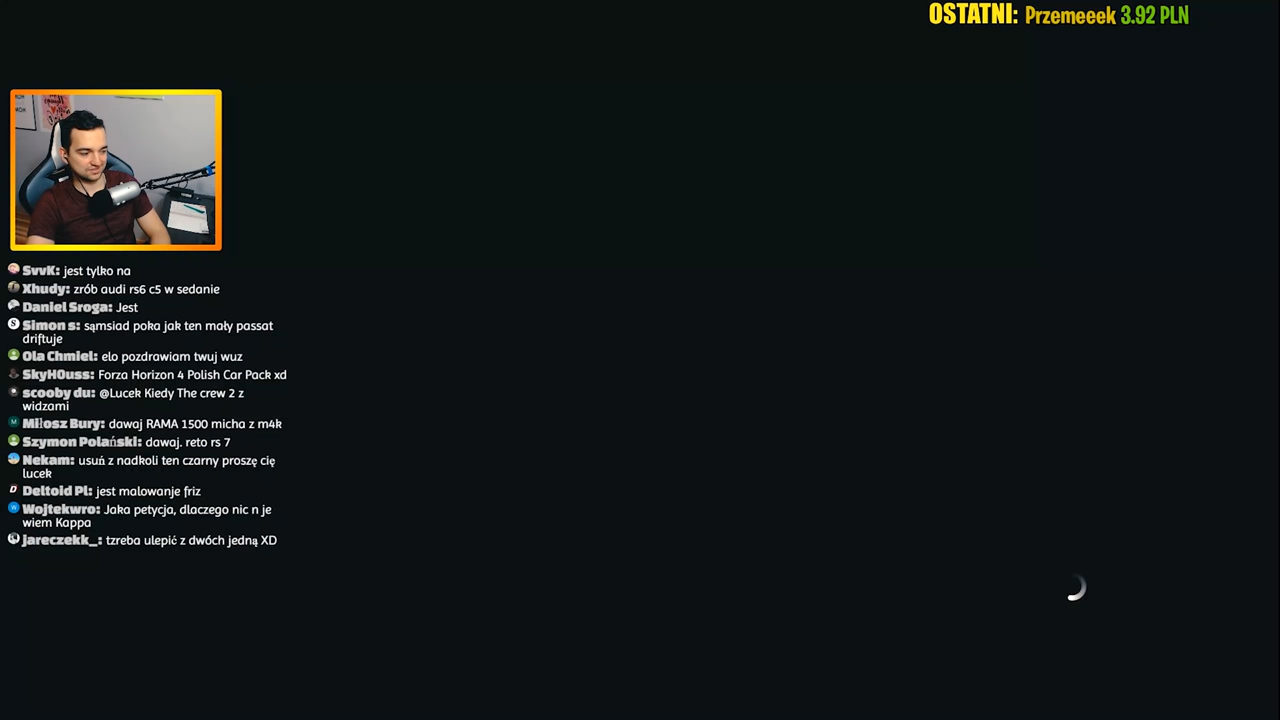 OSTATNI: Przemeeek 3.92 PLN
SvvK: jest tylko na
Xhudy: zrób audi rs6 c5 w sedanie
Daniel Sroga: Jest
Simon s: sąmsiad poka jak ten mały passat
driftuje
Ola Chmiel: elo pozdrawiam twuj wuz
SkyH0uss: Forza Horizon 4 Polish Car Pack xd
scooby du: @Lucek Kiedy The crew 2 z
widzami
Miłosz Bury: dawaj RAMA 1500 micha z m4k
Szymon Polański: dawaj. reto rs 7
Nekam: usuń z nadkoli ten czarny proszę cię
lucek
Deltoid Pl: jest malowanie friz
Wojtekwro: Jaka petycja, dlaczego nic n je
wiem Kappa
jareczekk_: tzreba ulepić z dwóch jedną XD